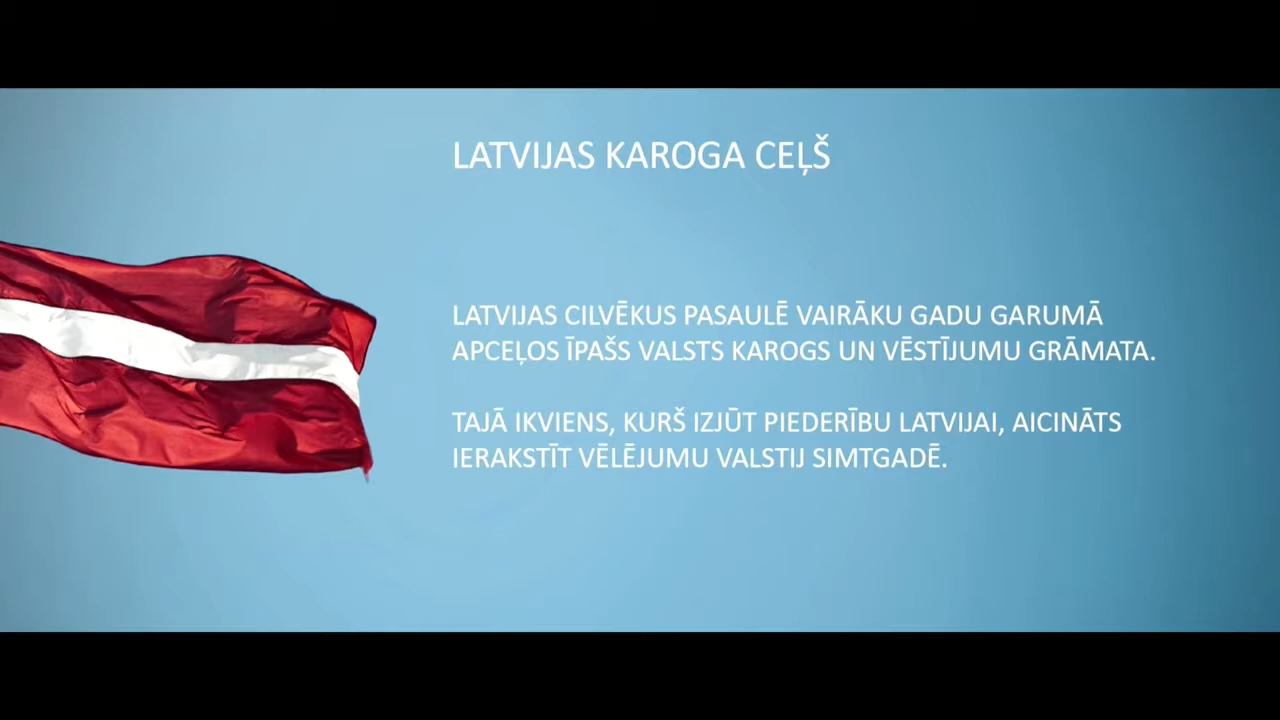 LATVIJAS KAROGA CEĻŠ
LATVIJAS CILVĒKUS PASAULĒ VAIRĀKU GADU GARUMĀ
APCEĻOS ĪPAŠS VALSTS KAROGS UN VĒSTĪJUMU GRĀMATA.
TAJĀ IKVIENS, KURŠ IZJŪT PIEDERĪBU LATVIJAI, AICINĀTS
IERAKSTĪT VĒLĒJUMU VALSTIJ SIMTGADĒ.